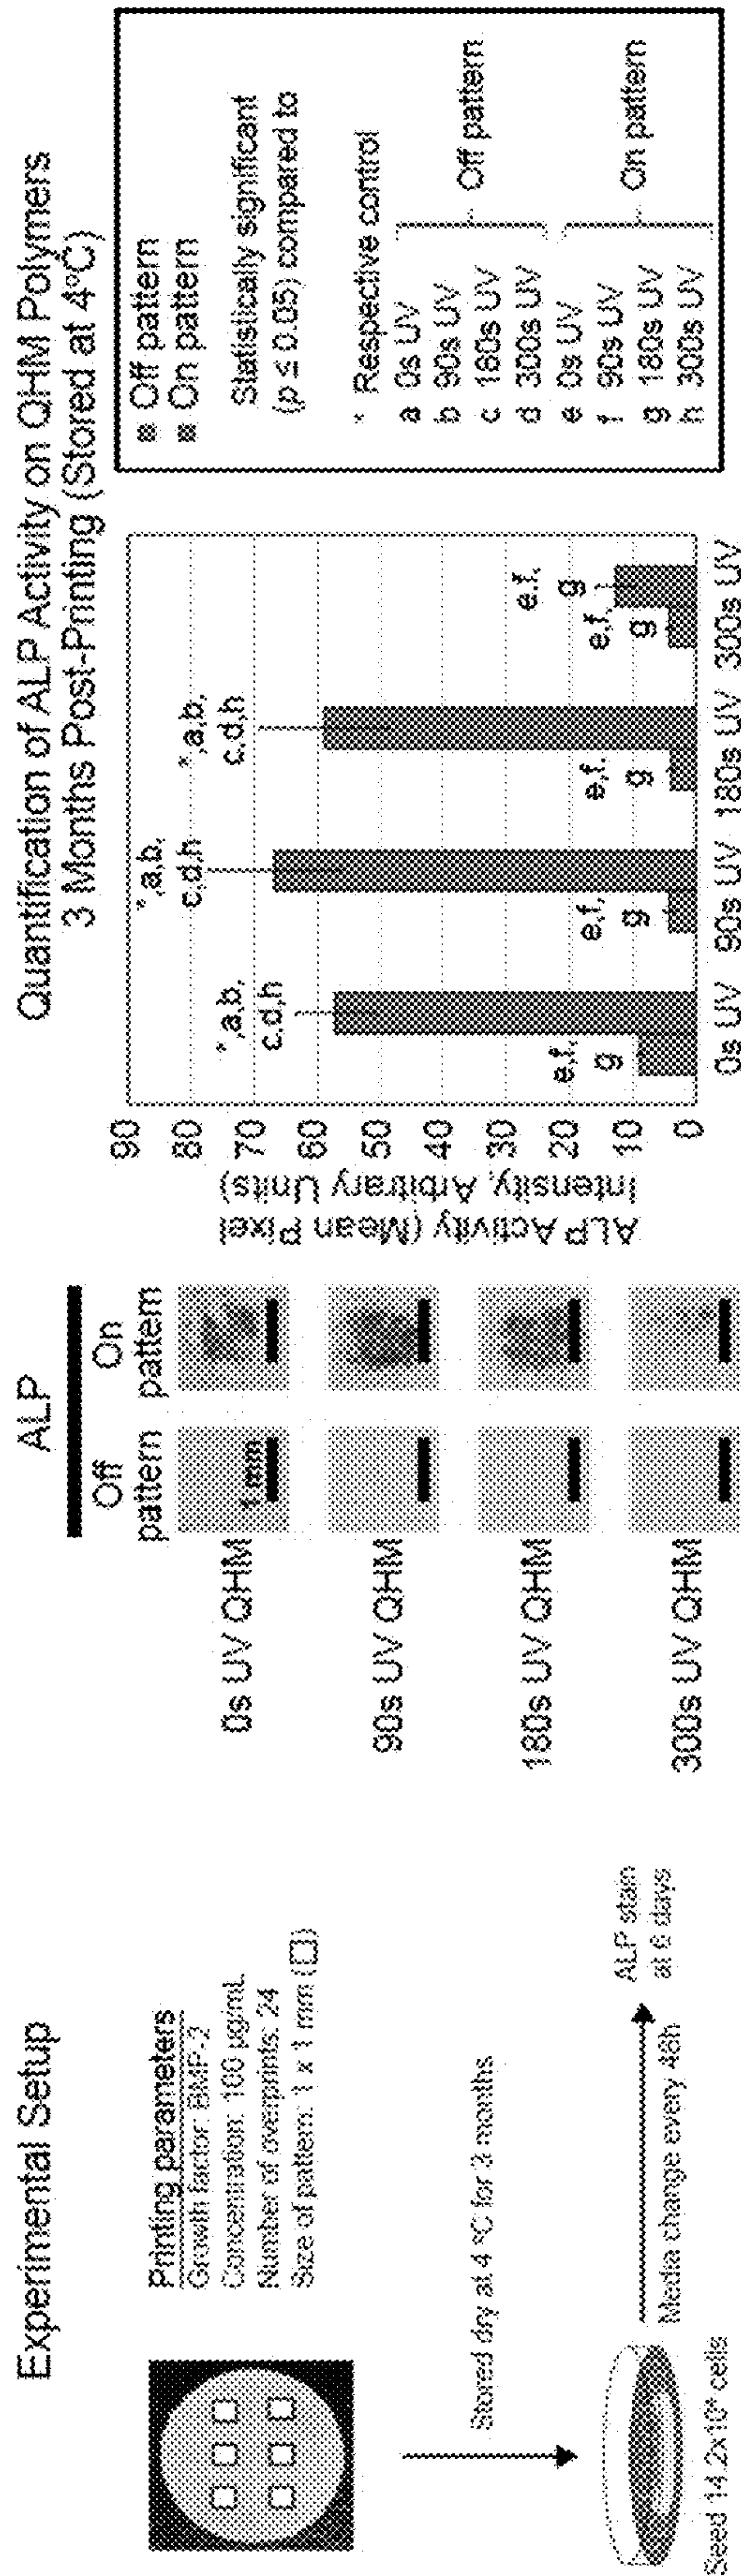 Experimental Setup
Printing parameters
Growth factor: BMP-2
Concentration: 100 µg/mL
Number of overprints: 24
Size of pattern: 1 x 1 mm (□)
Stored dry at 4 °C for 3 months
Seed 14.2x10⁴ cells
Media change every 48h
ALP stain
at 6 days
ALP
Off
pattern
On
pattern
0s UV QHM
1 mm
90s UV QHM
180s UV QHM
300s UV QHM
Quantification of ALP Activity on QHM Polymers
3 Months Post-Printing (Stored at 4°C)
ALP Activity (Mean Pixel
Intensity, Arbitrary Units)
90
80
70
60
50
40
30
20
10
0
e,f,
g
*,a,b,
c,d,h
e,f,
g
*,a,b,
c,d,h
e,f,
g
*,a,b,
c,d,h
e,f,
g
e,f,
g
0s UV
90s UV
180s UV
300s UV
Off pattern
On pattern
Statistically significant
(p ≤ 0.05) compared to
* Respective control
a 0s UV
b 90s UV
c 180s UV
d 300s UV
Off pattern
e 0s UV
f 90s UV
g 180s UV
h 300s UV
On pattern